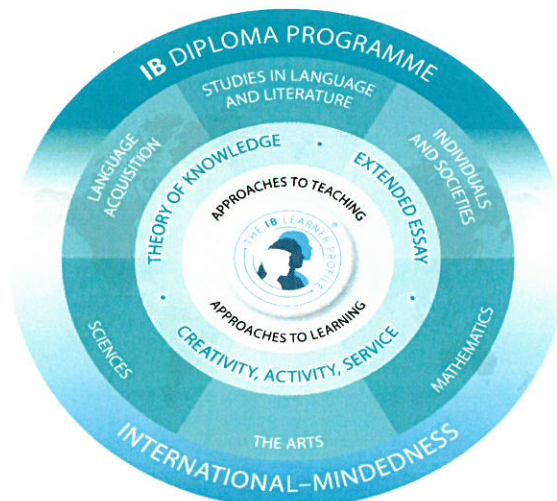 IB DIPLOMA PROGRAMME
STUDIES IN LANGUAGE
AND LITERATURE
LANGUAGE
ACQUISITION
INDIVIDUALS
AND SOCIETIES
THEORY OF KNOWLEDGE
EXTENDED ESSAY
APPROACHES TO TEACHING
THE IB LEARNER PROFILE
®
APPROACHES TO LEARNING
CREATIVITY, ACTIVITY, SERVICE
SCIENCES
MATHEMATICS
THE ARTS
INTERNATIONAL–MINDEDNESS